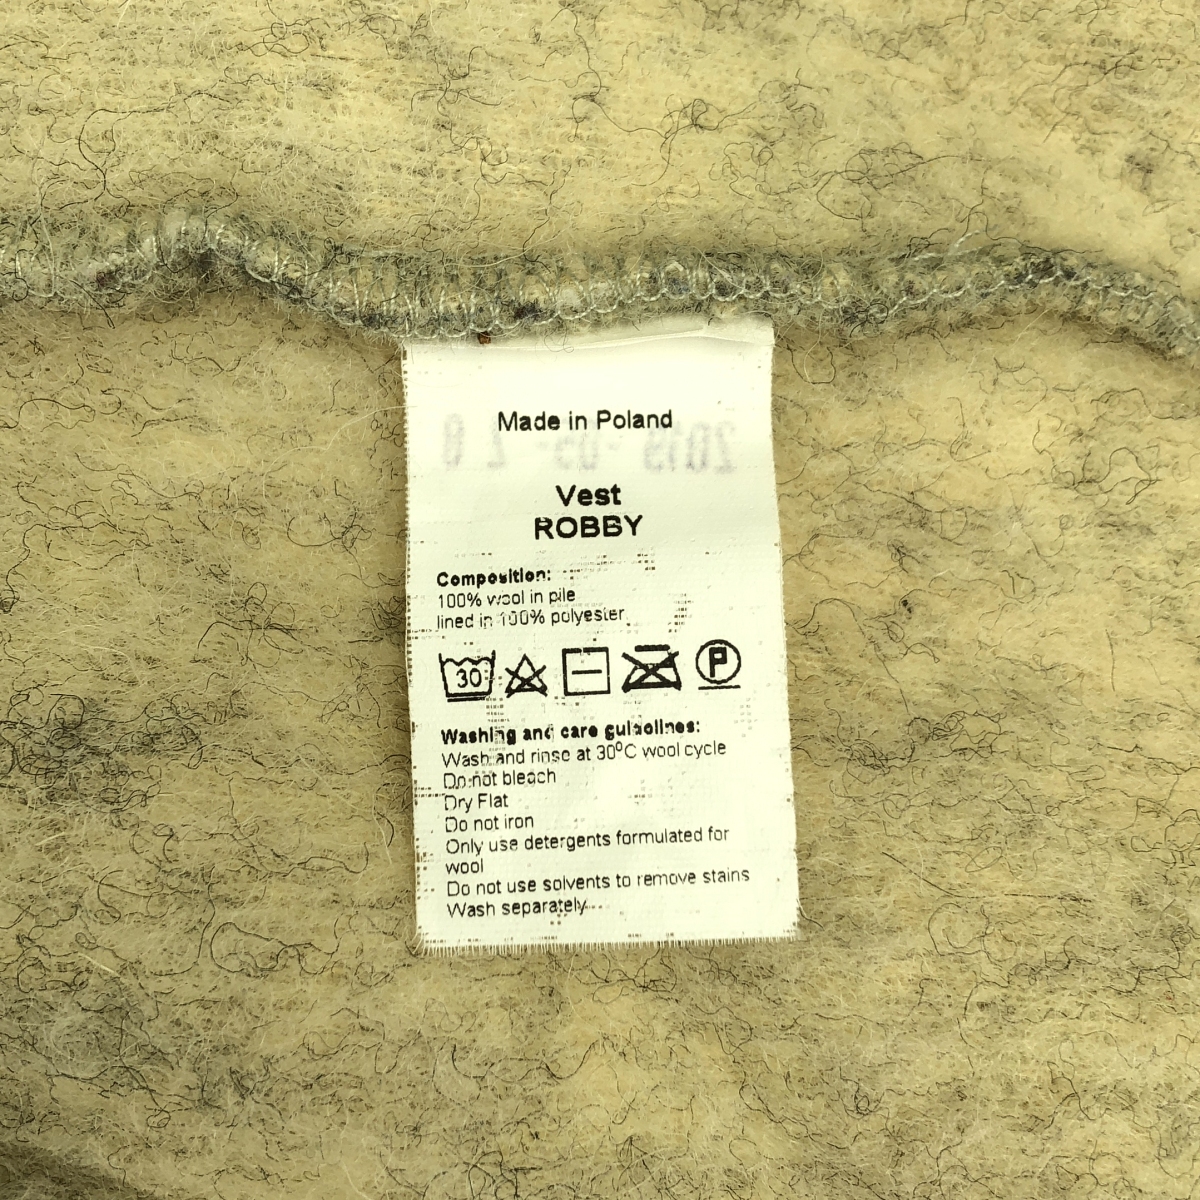 Made in Poland
Vest
ROBBY
Composition:
100% wool in pile
lined in 100% polyester
30
P
Washing and care guidelines:
Wash and rinse at 30°C wool cycle
Do not bleach
Dry Flat
Do not iron
Only use detergents formulated for
wool
Do not use solvents to remove stains
Wash separately